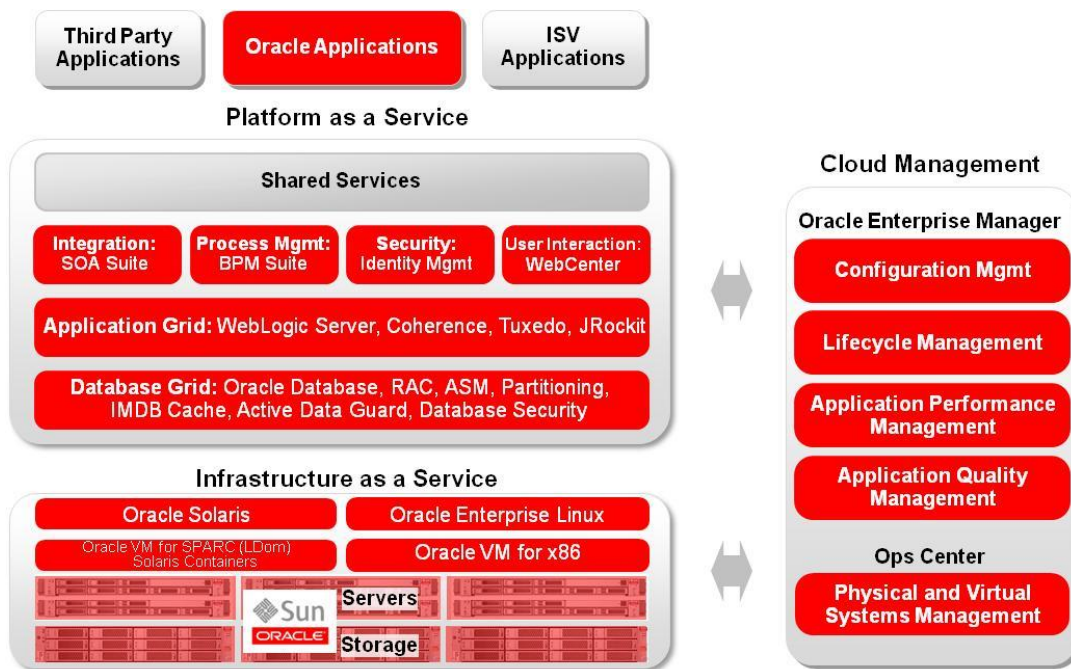 Third Party
Applications
Oracle Applications
ISV
Applications
Platform as a Service
Shared Services
Integration:
SOA Suite
Process Mgmt:
BPM Suite
Security:
Identity Mgmt
User Interaction:
WebCenter
Application Grid: WebLogic Server, Coherence, Tuxedo, JRockit
Database Grid: Oracle Database, RAC, ASM, Partitioning,
IMDB Cache, Active Data Guard, Database Security
Infrastructure as a Service
Oracle Solaris
Oracle Enterprise Linux
Oracle VM for SPARC (LDom)
Solaris Containers
Oracle VM for x86
Servers
Sun
ORACLE
Storage
Cloud Management
Oracle Enterprise Manager
Configuration Mgmt
Lifecycle Management
Application Performance
Management
Application Quality
Management
Ops Center
Physical and Virtual
Systems Management